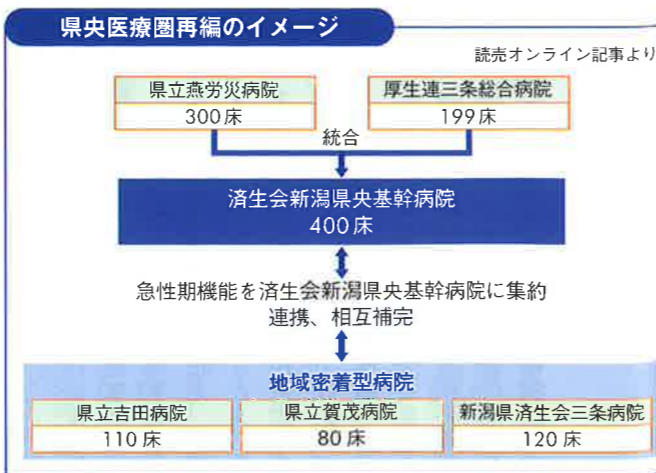 県央医療圏再編のイメージ
読売オンライン記事より
県立燕労災病院
300床
厚生連三条総合病院
199床
統合
済生会新潟県央基幹病院
400床
急性期機能を済生会新潟県央基幹病院に集約
連携、相互補完
地域密着型病院
県立吉田病院
110床
県立賀茂病院
80床
新潟県済生会三条病院
120床